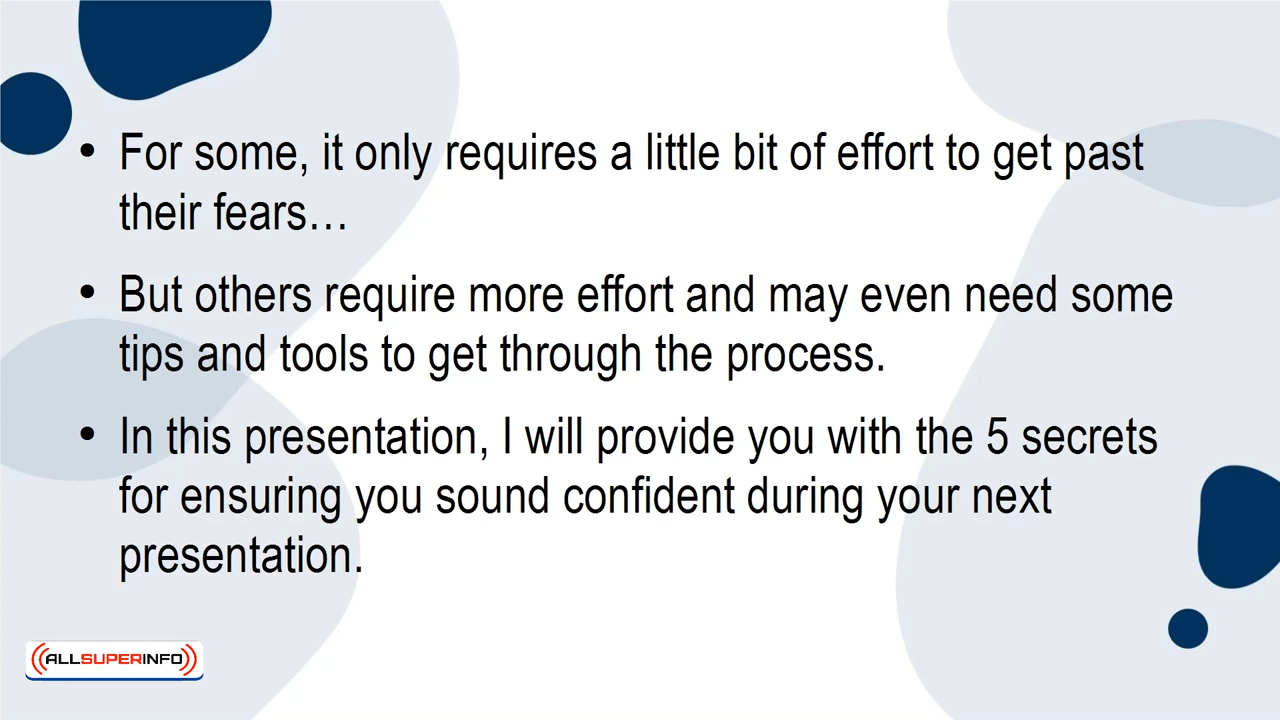 • For some, it only requires a little bit of effort to get past
their fears…
• But others require more effort and may even need some
tips and tools to get through the process.
• In this presentation, I will provide you with the 5 secrets
for ensuring you sound confident during your next
presentation.
ALLSUPERINFO